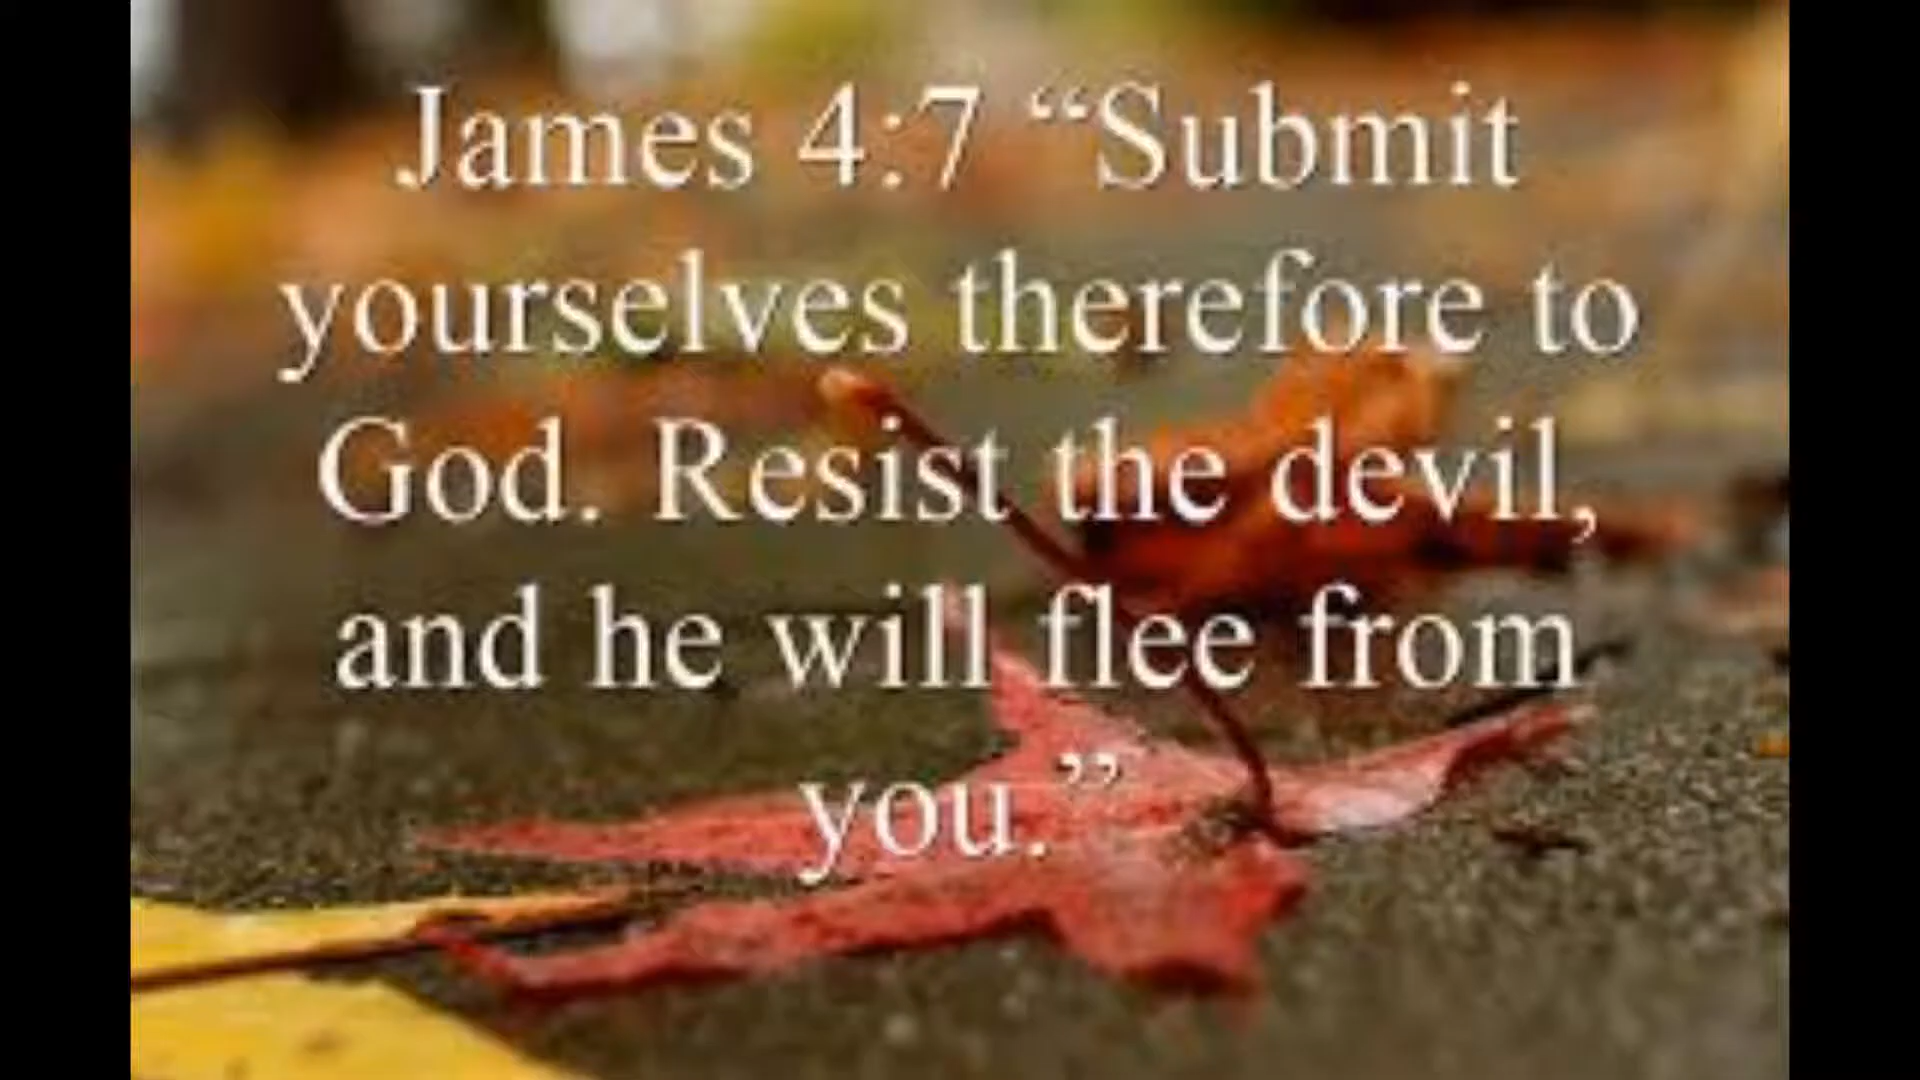 James 4:7 “Submit
yourselves therefore to
God. Resist the devil,
and he will flee from
you.”